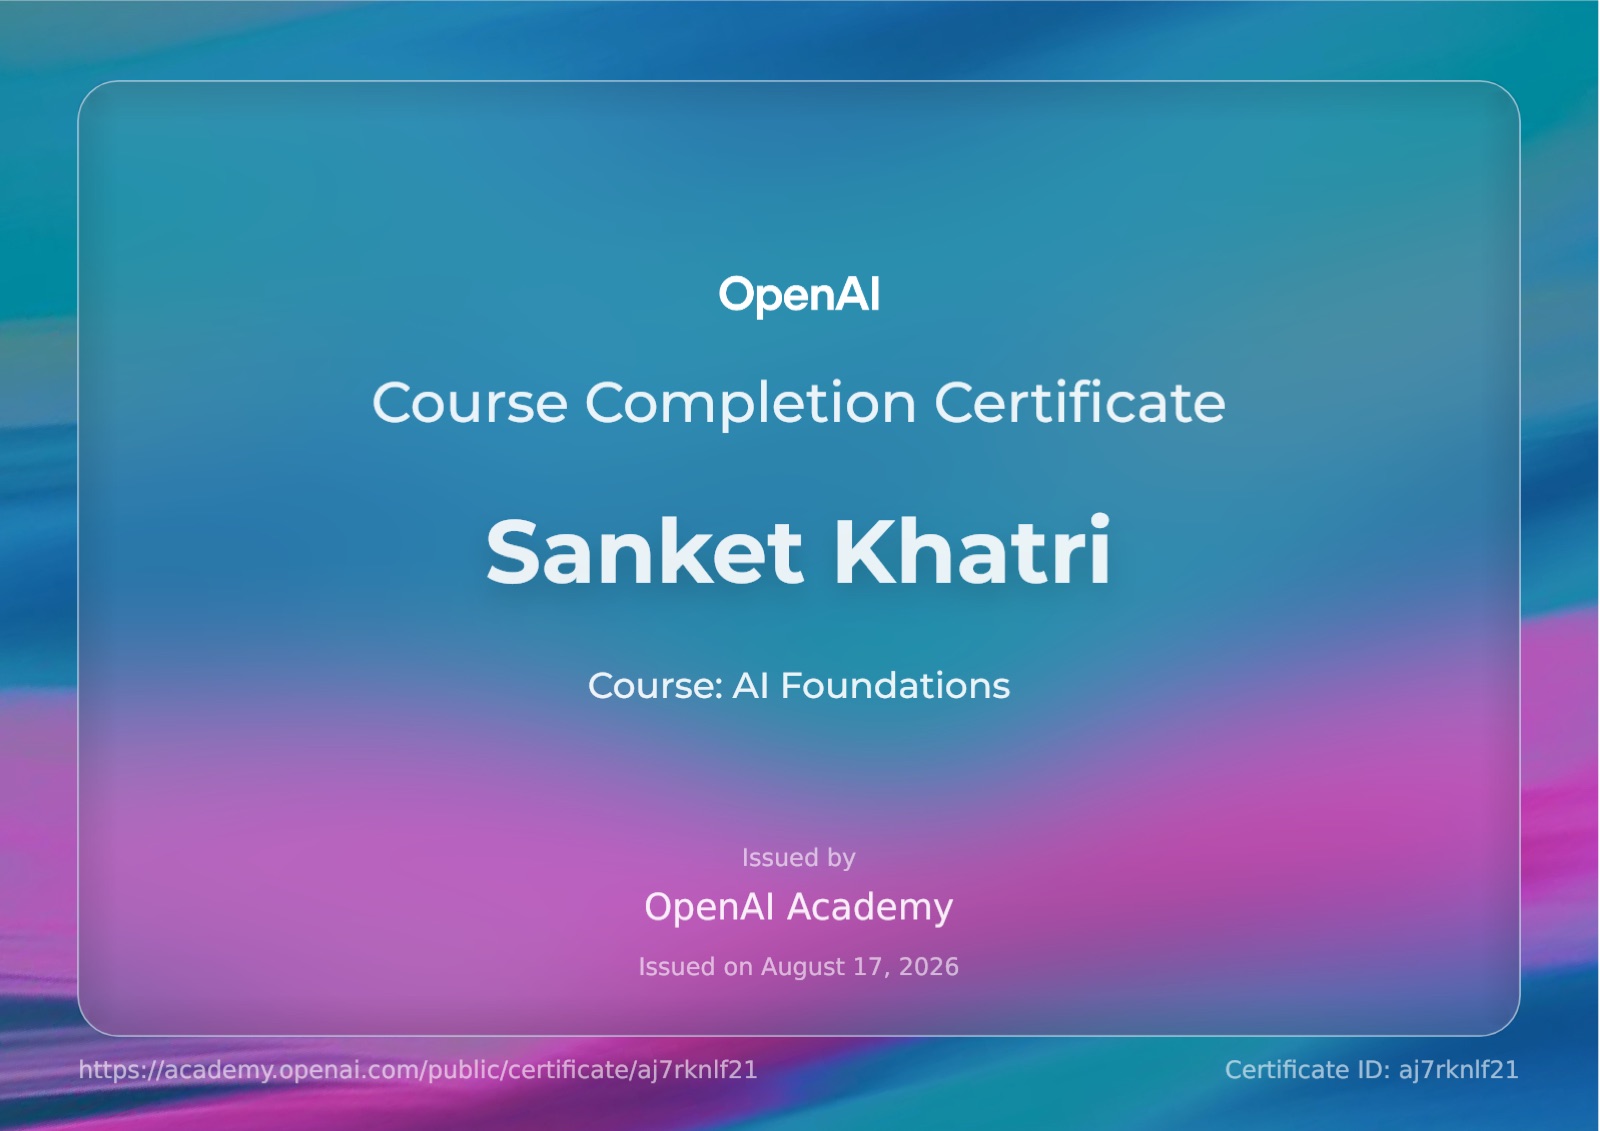 OpenAI
Course Completion Certificate
Sanket Khatri
Course: AI Foundations
Issued by
OpenAI Academy
Issued on August 17, 2026
https://academy.openai.com/public/certificate/aj7rknlf21
Certificate ID: aj7rknlf21